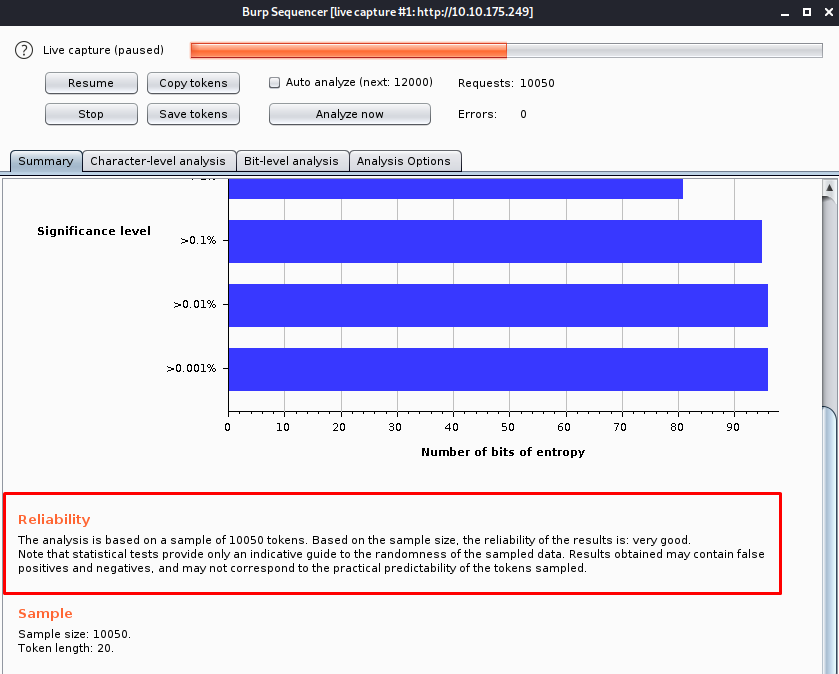 Burp Sequencer [live capture #1: http://10.10.175.249]
? Live capture (paused)
Resume Copy tokens Auto analyze (next: 12000) Requests: 10050
Stop Save tokens Analyze now Errors: 0
Summary Character-level analysis Bit-level analysis Analysis Options
Significance level
>0.1%
>0.01%
>0.001%
0 10 20 30 40 50 60 70 80 90
Number of bits of entropy
Reliability
The analysis is based on a sample of 10050 tokens. Based on the sample size, the reliability of the results is: very good.
Note that statistical tests provide only an indicative guide to the randomness of the sampled data. Results obtained may contain false
positives and negatives, and may not correspond to the practical predictability of the tokens sampled.
Sample
Sample size: 10050.
Token length: 20.